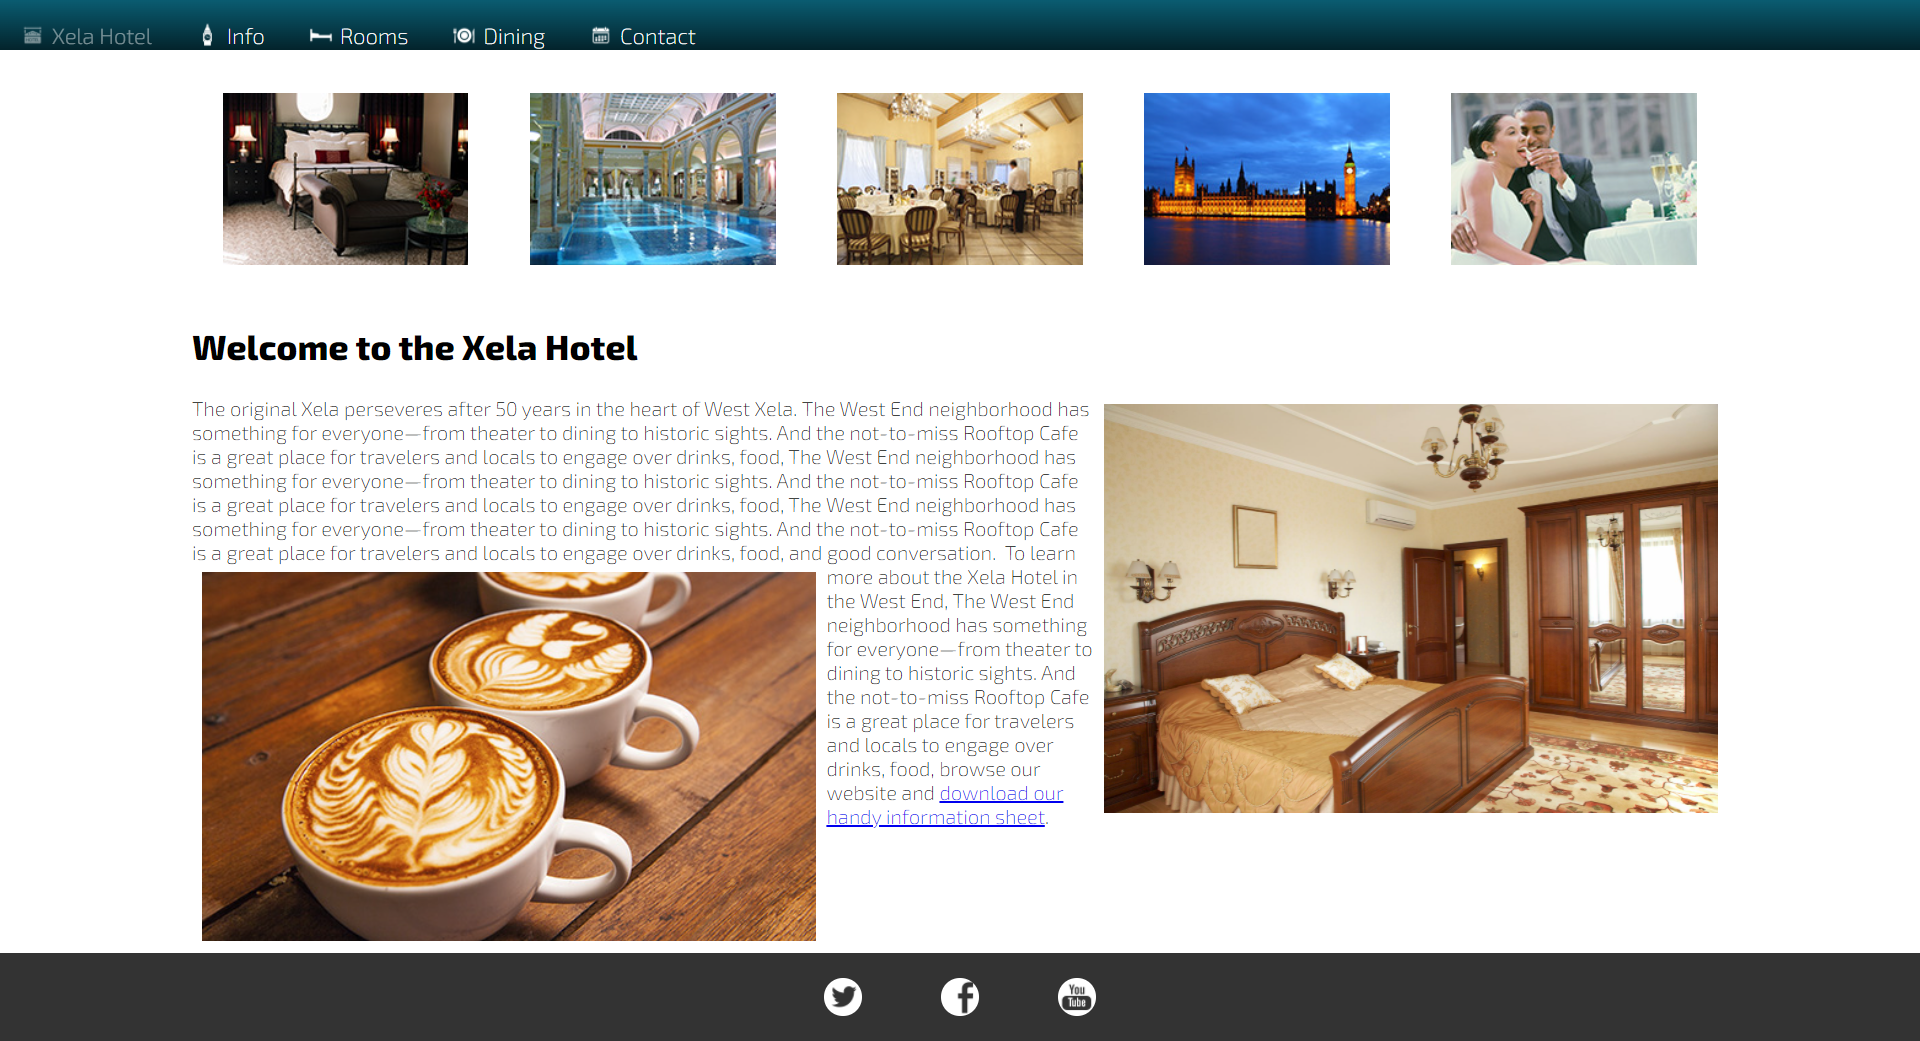 Xela Hotel Info Rooms Dining Contact
Welcome to the Xela Hotel
The original Xela perseveres after 50 years in the heart of West Xela. The West End neighborhood has
something for everyone—from theater to dining to historic sights. And the not-to-miss Rooftop Cafe
is a great place for travelers and locals to engage over drinks, food, The West End neighborhood has
something for everyone—from theater to dining to historic sights. And the not-to-miss Rooftop Cafe
is a great place for travelers and locals to engage over drinks, food, The West End neighborhood has
something for everyone—from theater to dining to historic sights. And the not-to-miss Rooftop Cafe
is a great place for travelers and locals to engage over drinks, food, and good conversation. To learn
more about the Xela Hotel in
the West End, The West End
neighborhood has something
for everyone—from theater to
dining to historic sights. And
the not-to-miss Rooftop Cafe
is a great place for travelers
and locals to engage over
drinks, food, browse our
website and download our
handy information sheet.
You
Tube